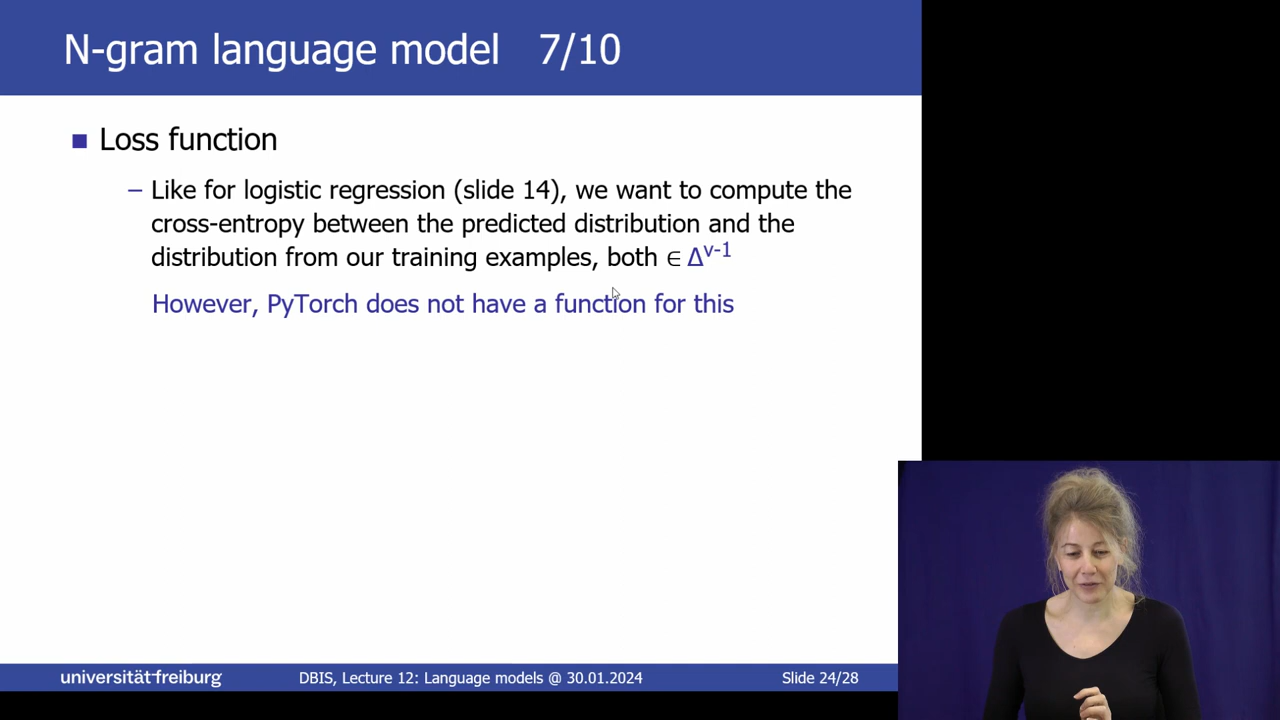 N-gram language model 7/10
Loss function
– Like for logistic regression (slide 14), we want to compute the
cross-entropy between the predicted distribution and the
distribution from our training examples, both ∈ Δᵛ⁻¹
However, PyTorch does not have a function for this
universität freiburg
DBIS, Lecture 12: Language models @ 30.01.2024
Slide 24/28